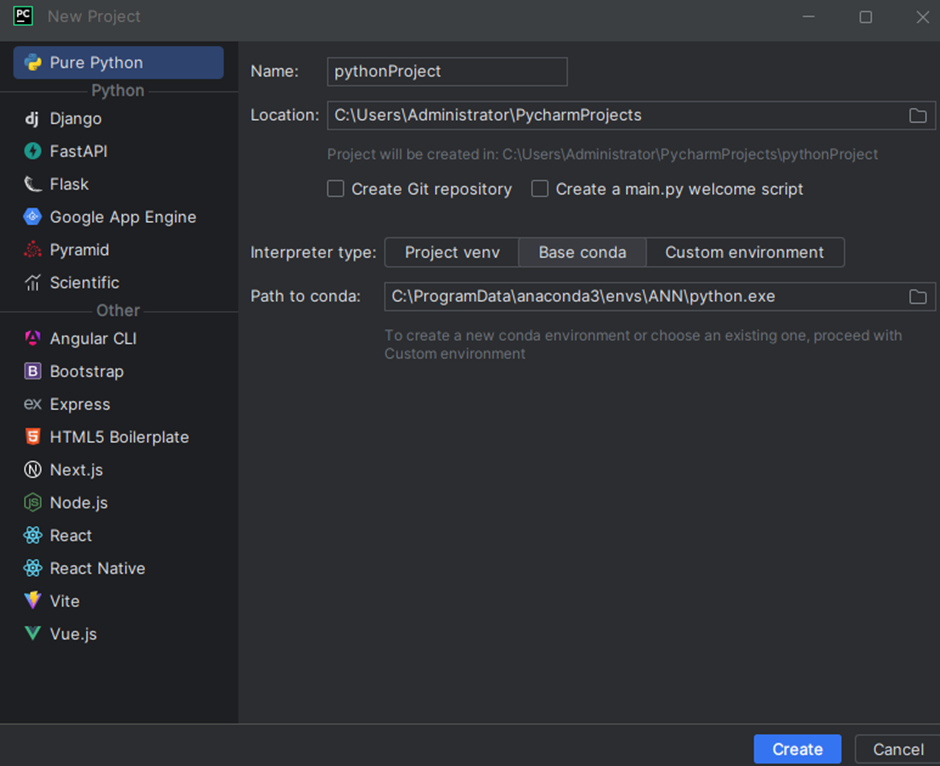 PC New Project
Pure Python
Python
dj Django
FastAPI
Flask
Google App Engine
Pyramid
Scientific
Other
Angular CLI
B Bootstrap
ex Express
5 HTML5 Boilerplate
N Next.js
JS Node.js
React
React Native
Vite
Vue.js
Name: pythonProject
Location: C:\Users\Administrator\PycharmProjects
Project will be created in: C:\Users\Administrator\PycharmProjects\pythonProject
Create Git repository Create a main.py welcome script
Interpreter type: Project venv Base conda Custom environment
Path to conda: C:\ProgramData\anaconda3\envs\ANN\python.exe
To create a new conda environment or choose an existing one, proceed with
Custom environment
Create Cancel